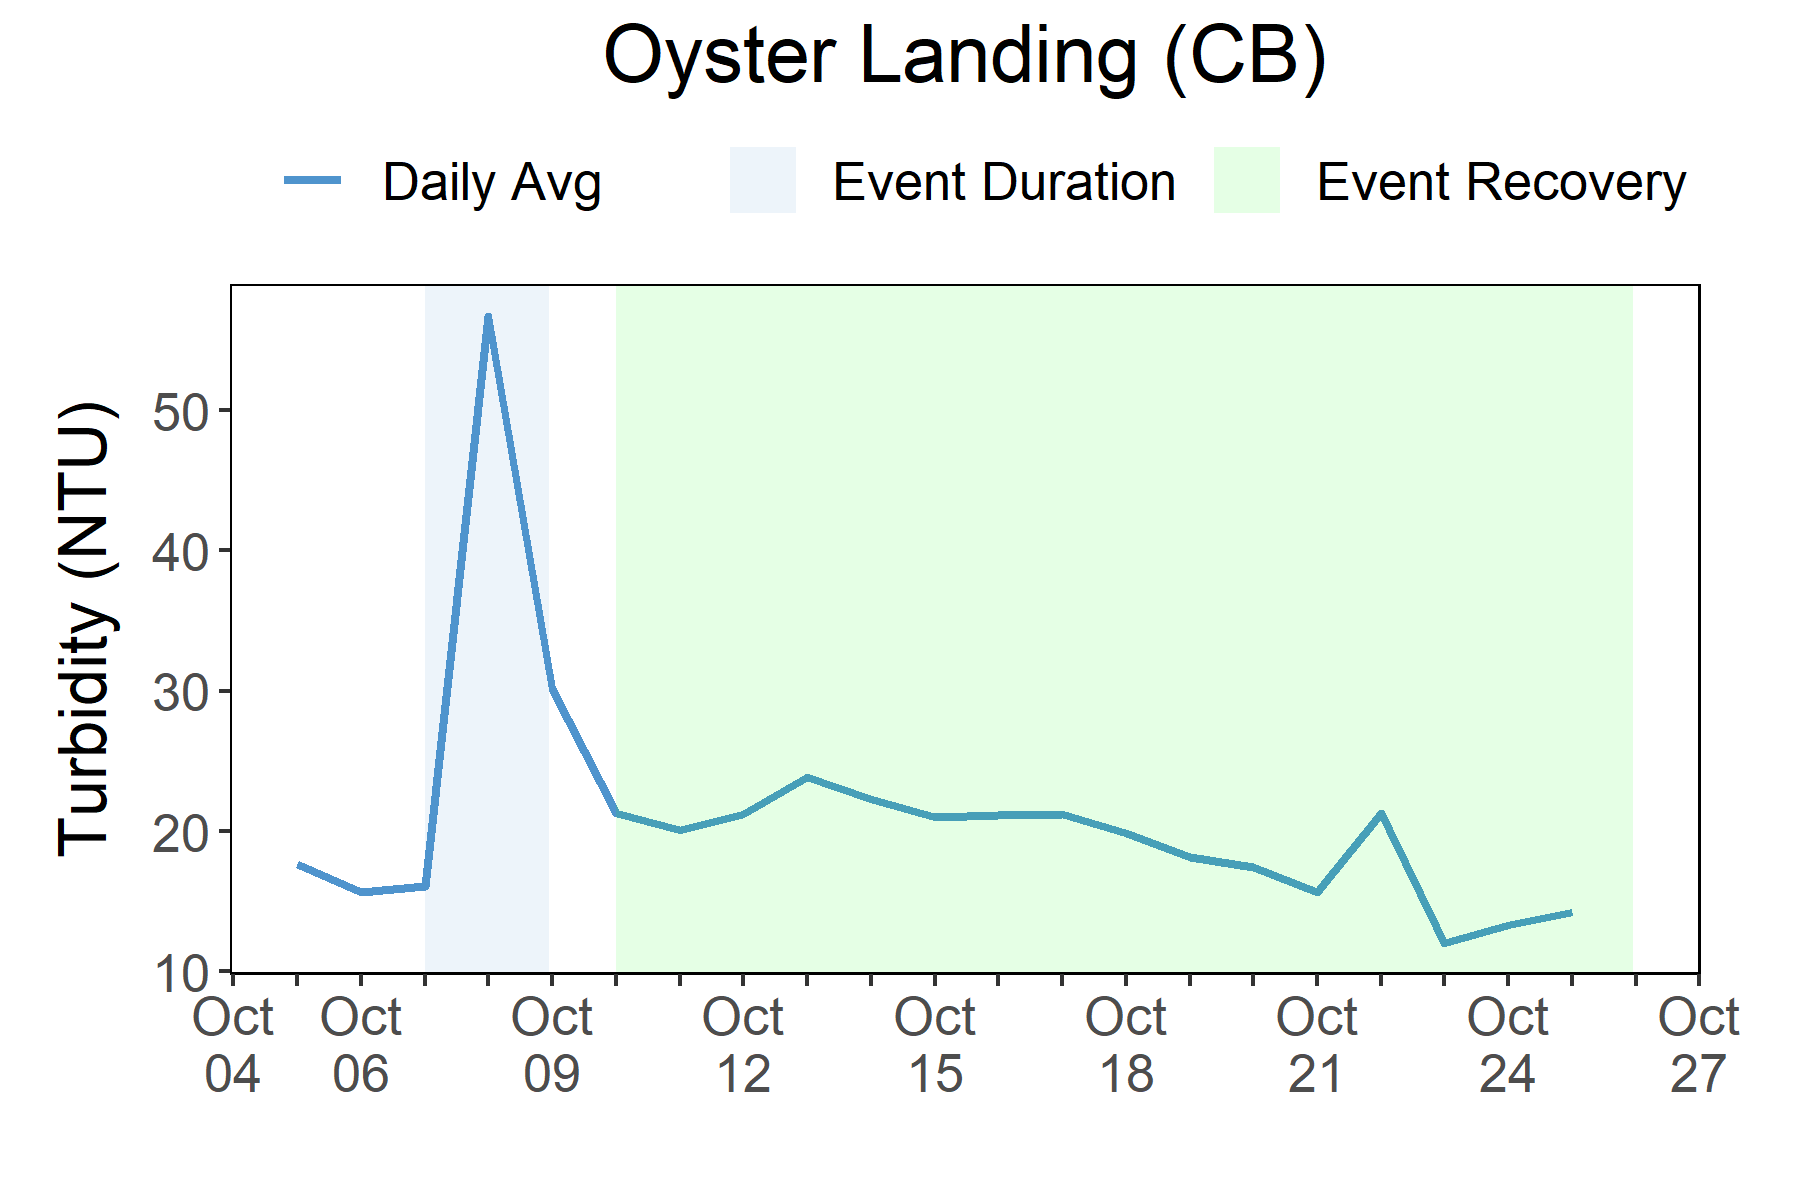 Oyster Landing (CB)
Daily Avg Event Duration Event Recovery
Turbidity (NTU)
50
40
30
20
10
Oct Oct Oct Oct Oct Oct Oct Oct Oct
04 06 09 12 15 18 21 24 27